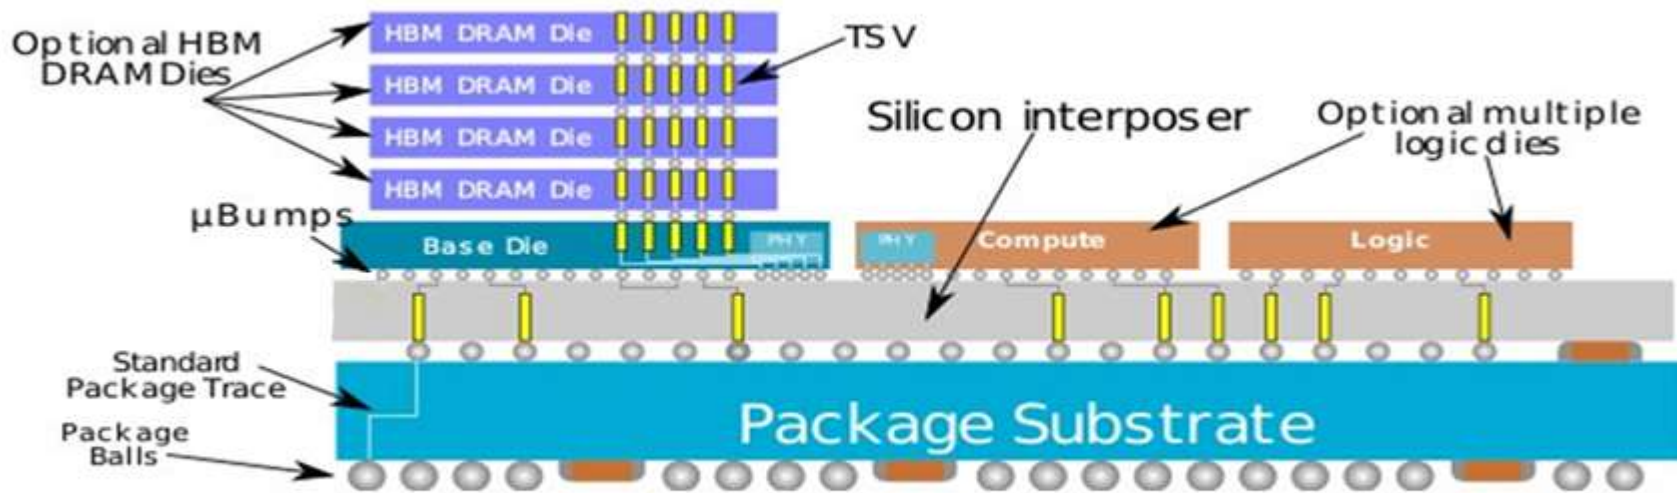 Optional HBM
DRAM Dies
HBM DRAM Die
HBM DRAM Die
HBM DRAM Die
HBM DRAM Die
TSV
Silicon interposer
Optional multiple
logic dies
µBumps
Base Die
PHY
PHY
Compute
Logic
Standard
Package Trace
Package Substrate
Package
Balls